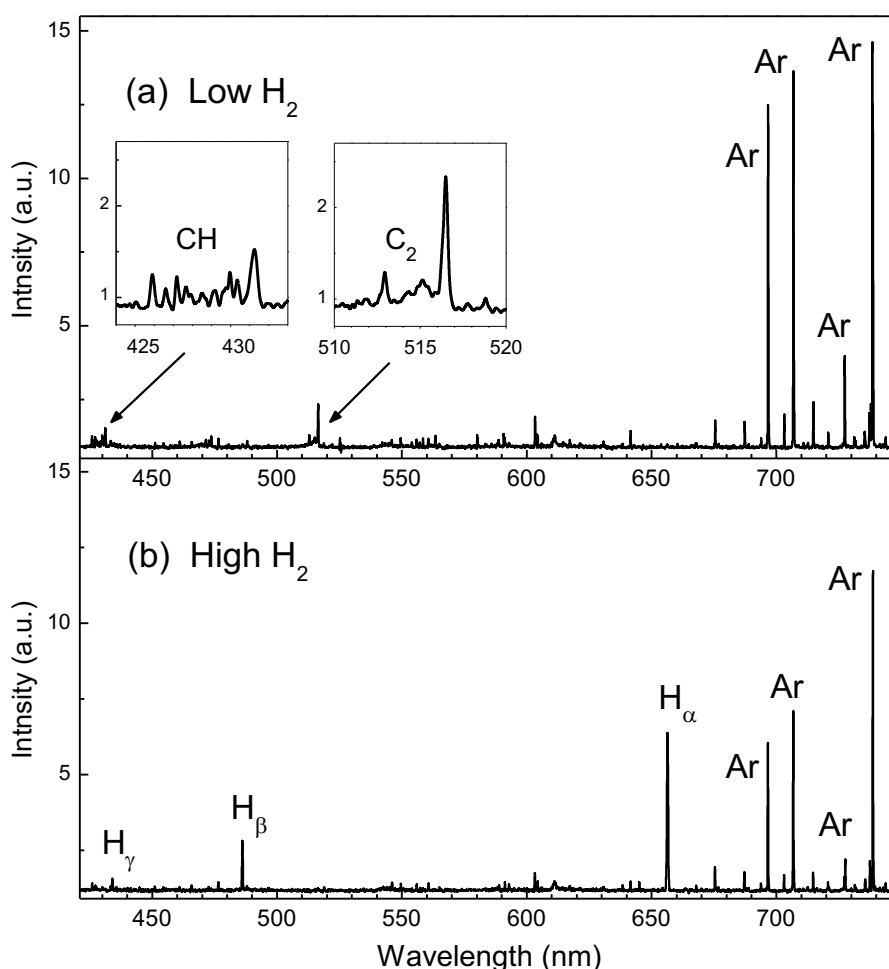 15
10
5
Intnsity (a.u.)
(a) Low H₂
Ar
Ar
Ar
Ar
2
1
CH
425 430
2
1
C₂
510 515 520
450 500 550 600 650 700
15
10
5
Intnsity (a.u.)
(b) High H₂
Hγ
Hβ
Hα
Ar
Ar
Ar
Ar
450 500 550 600 650 700
Wavelength (nm)